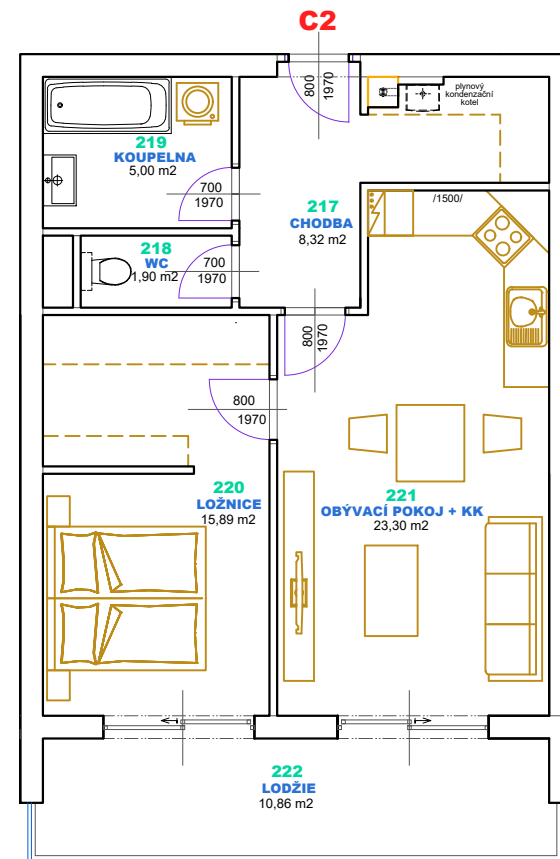 C2
800
1970
plynový
kondenzační
kotel
219
KOUPELNA
5,00 m2
700
1970
217
CHODBA
8,32 m2
/1500/
218
WC
1,90 m2
700
1970
800
1970
800
1970
220
LOŽNICE
15,89 m2
221
OBÝVACÍ POKOJ + KK
23,30 m2
222
LODŽIE
10,86 m2